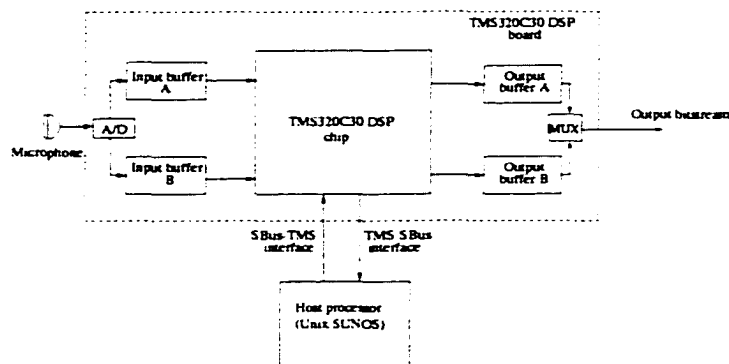 TMS320C30 DSP
board
Input buffer
A
Output
buffer A
A/D
TMS320C30 DSP
chip
MUX
Output bitstream
Microphone
Input buffer
B
Output
buffer B
SBus-TMS
interface
TMS SBus
interface
Host processor
(Unix SUNOS)